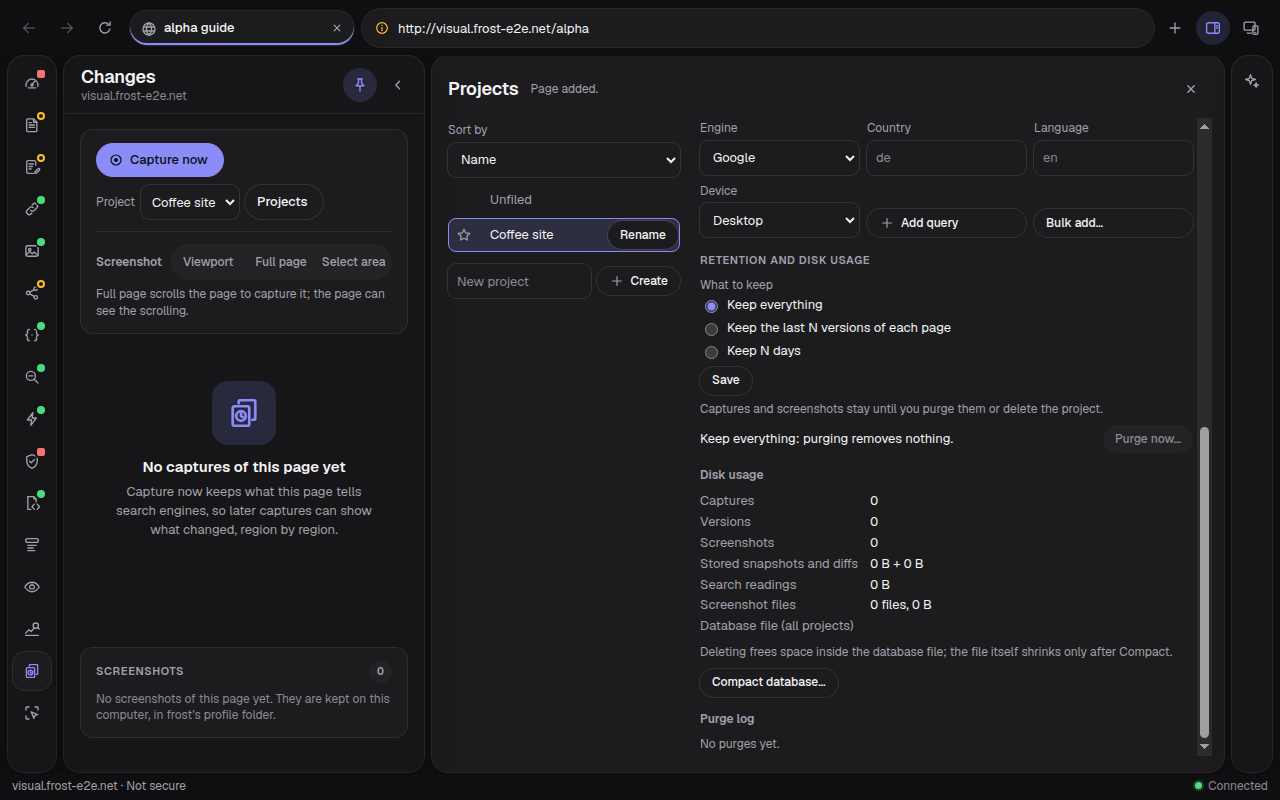 alpha guide
http://visual.frost-e2e.net/alpha
Changes
visual.frost-e2e.net
Capture now
Project
Coffee site
Projects
Screenshot
Viewport
Full page
Select area
Full page scrolls the page to capture it; the page can
see the scrolling.
No captures of this page yet
Capture now keeps what this page tells
search engines, so later captures can show
what changed, region by region.
SCREENSHOTS
0
No screenshots of this page yet. They are kept on this
computer, in frost's profile folder.
Projects
Page added.
Sort by
Name
Unfiled
Coffee site
Rename
New project
Create
Engine
Country
Language
Google
de
en
Device
Desktop
Add query
Bulk add…
RETENTION AND DISK USAGE
What to keep
Keep everything
Keep the last N versions of each page
Keep N days
Save
Captures and screenshots stay until you purge them or delete the project.
Keep everything: purging removes nothing.
Purge now…
Disk usage
Captures 0
Versions 0
Screenshots 0
Stored snapshots and diffs 0 B + 0 B
Search readings 0 B
Screenshot files 0 files, 0 B
Database file (all projects)
Deleting frees space inside the database file; the file itself shrinks only after Compact.
Compact database…
Purge log
No purges yet.
visual.frost-e2e.net · Not secure
Connected